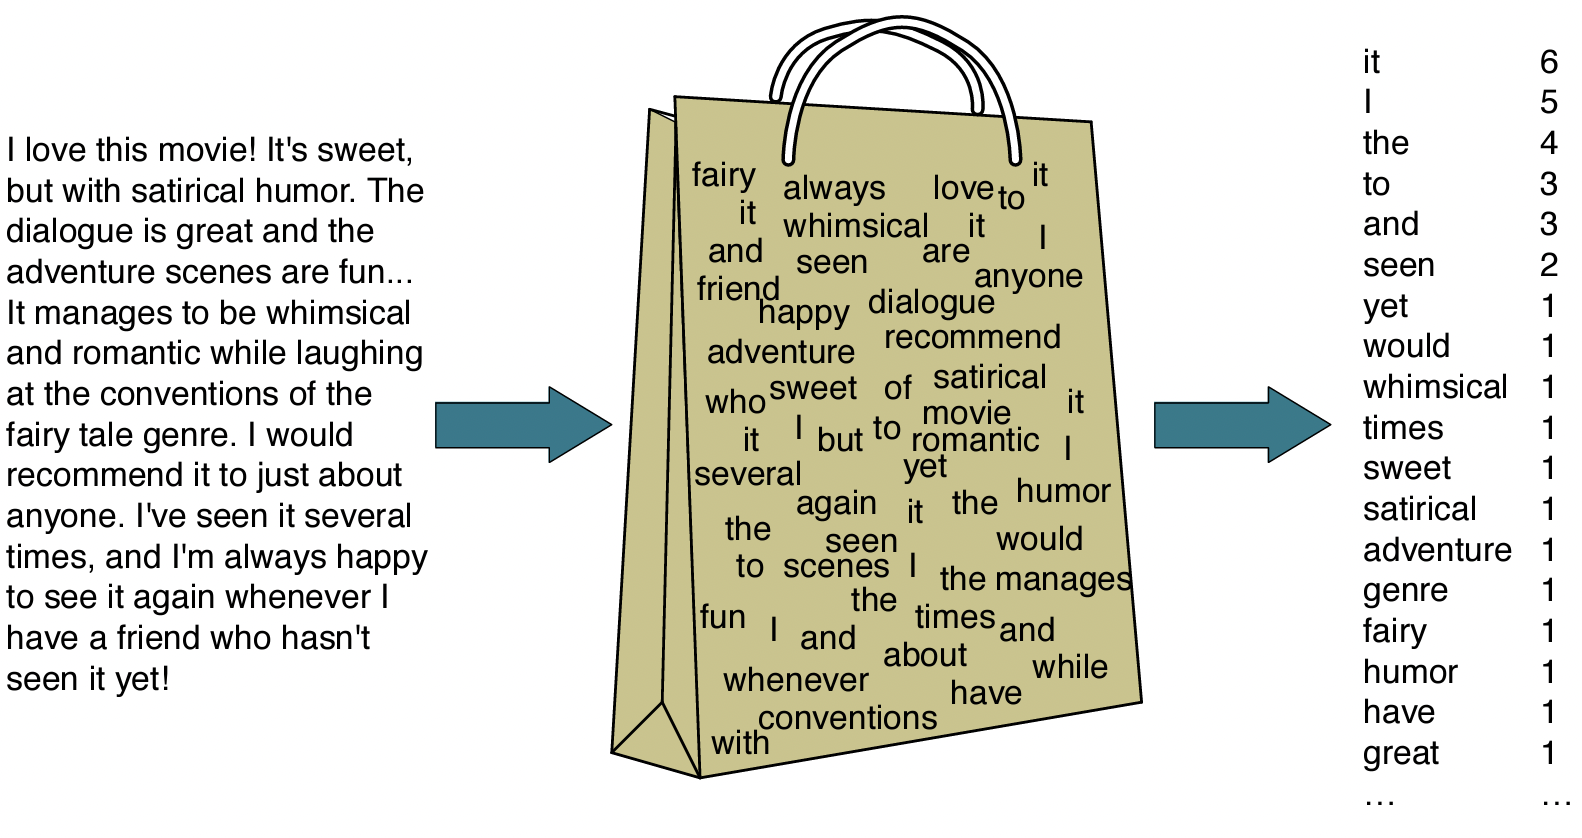 I love this movie! It's sweet,
but with satirical humor. The
dialogue is great and the
adventure scenes are fun...
It manages to be whimsical
and romantic while laughing
at the conventions of the
fairy tale genre. I would
recommend it to just about
anyone. I've seen it several
times, and I'm always happy
to see it again whenever I
have a friend who hasn't
seen it yet!
fairy always love to it
it whimsical it I
and seen are anyone
friend happy dialogue
adventure recommend
who sweet of satirical
it I but to movie it
romantic I
several yet
again it the humor
the seen would
to scenes I the manages
fun the times and
I and about while
whenever have
conventions
with
it 6
I 5
the 4
to 3
and 3
seen 2
yet 1
would 1
whimsical 1
times 1
sweet 1
satirical 1
adventure 1
genre 1
fairy 1
humor 1
have 1
great 1
… …